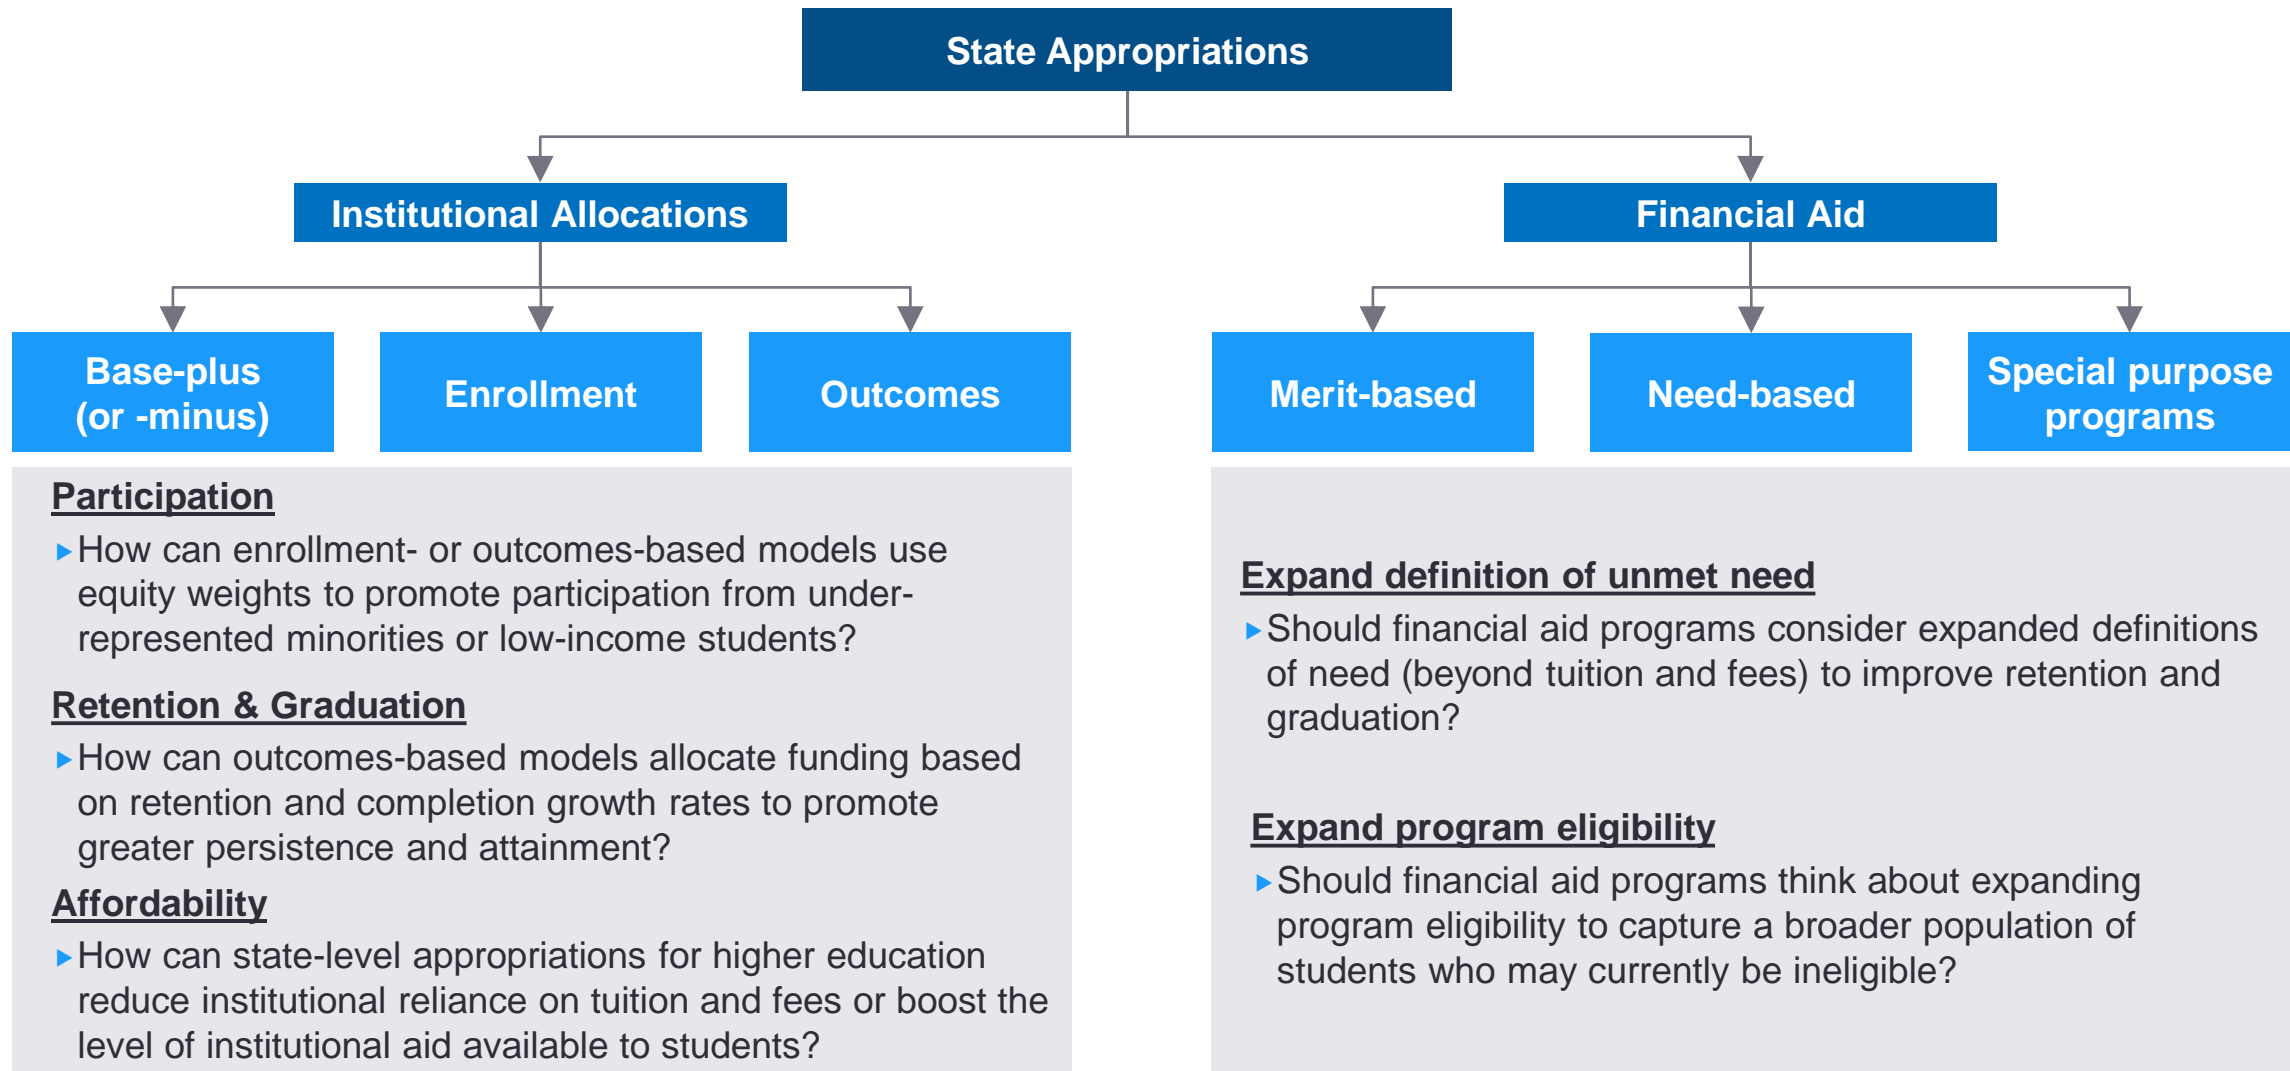 State Appropriations
Institutional Allocations
Financial Aid
Base-plus
(or -minus)
Enrollment
Outcomes
Merit-based
Need-based
Special purpose
programs
Participation
How can enrollment- or outcomes-based models use
equity weights to promote participation from under-
represented minorities or low-income students?
Retention & Graduation
How can outcomes-based models allocate funding based
on retention and completion growth rates to promote
greater persistence and attainment?
Affordability
How can state-level appropriations for higher education
reduce institutional reliance on tuition and fees or boost the
level of institutional aid available to students?
Expand definition of unmet need
Should financial aid programs consider expanded definitions
of need (beyond tuition and fees) to improve retention and
graduation?
Expand program eligibility
Should financial aid programs think about expanding
program eligibility to capture a broader population of
students who may currently be ineligible?